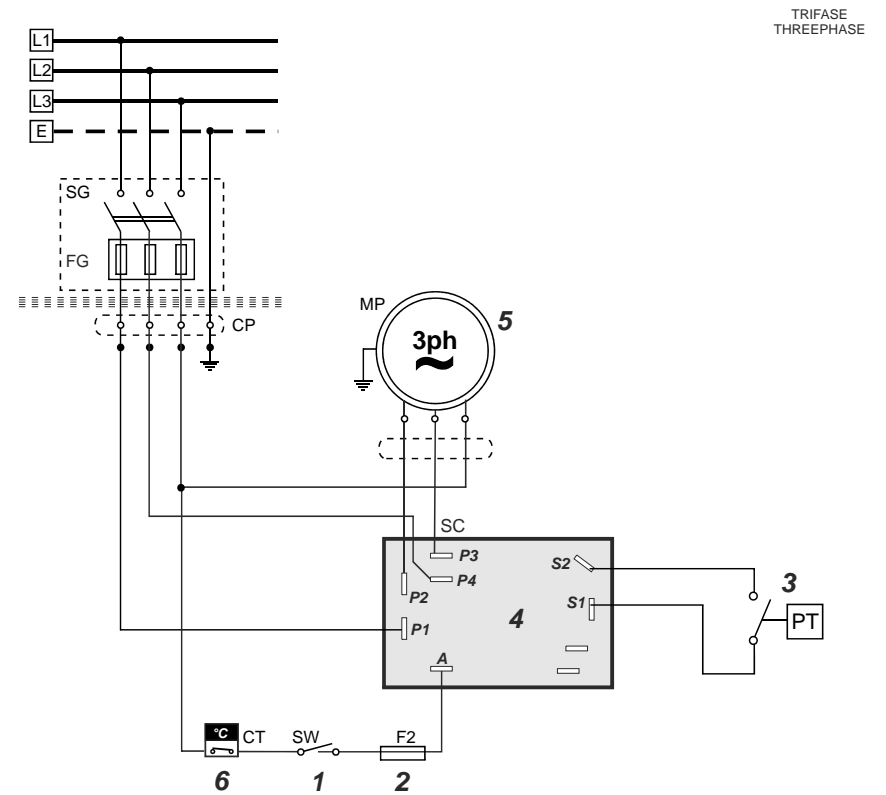 TRIFASE
THREEPHASE
L1
L2
L3
E
SG
FG
CP
MP
5
3ph
SC
P3
S2
P4
3
P2
S1
4
PT
P1
A
°C
CT
SW
F2
6
1
2